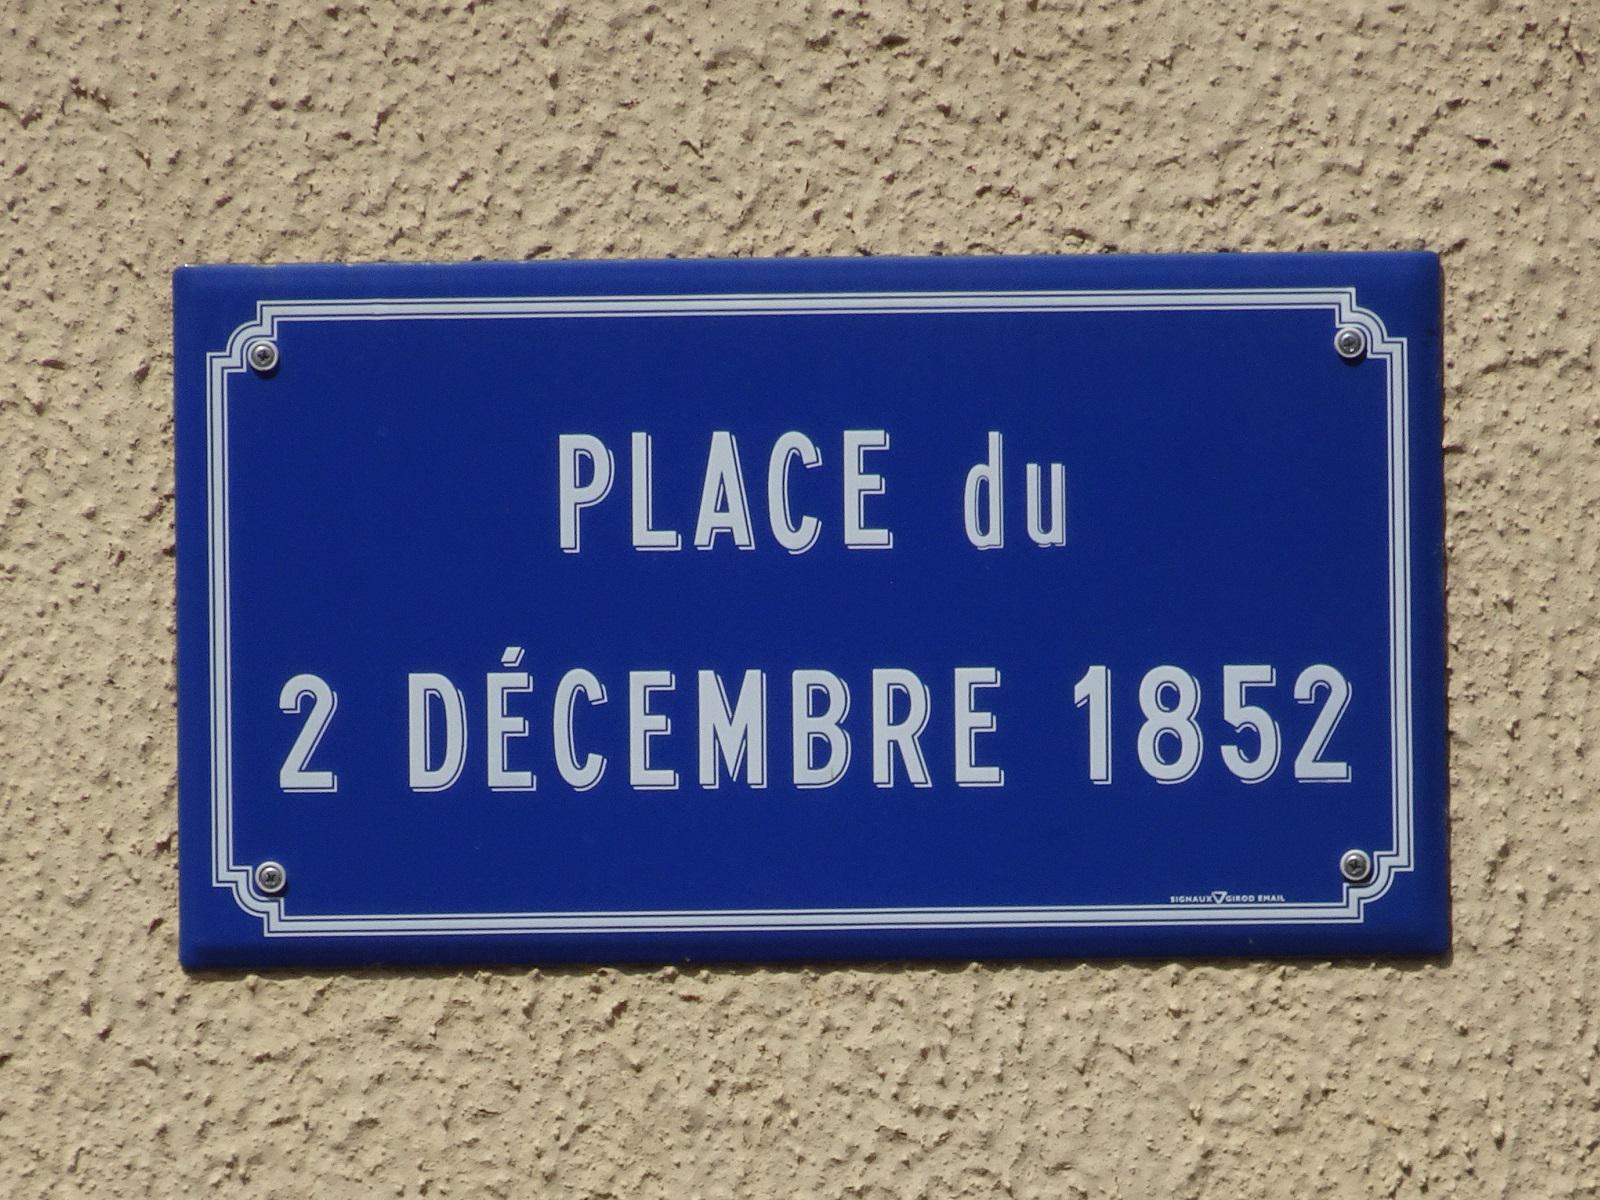 PLACE du
2 DÉCEMBRE 1852
SIGNAUX GIROD EMAIL